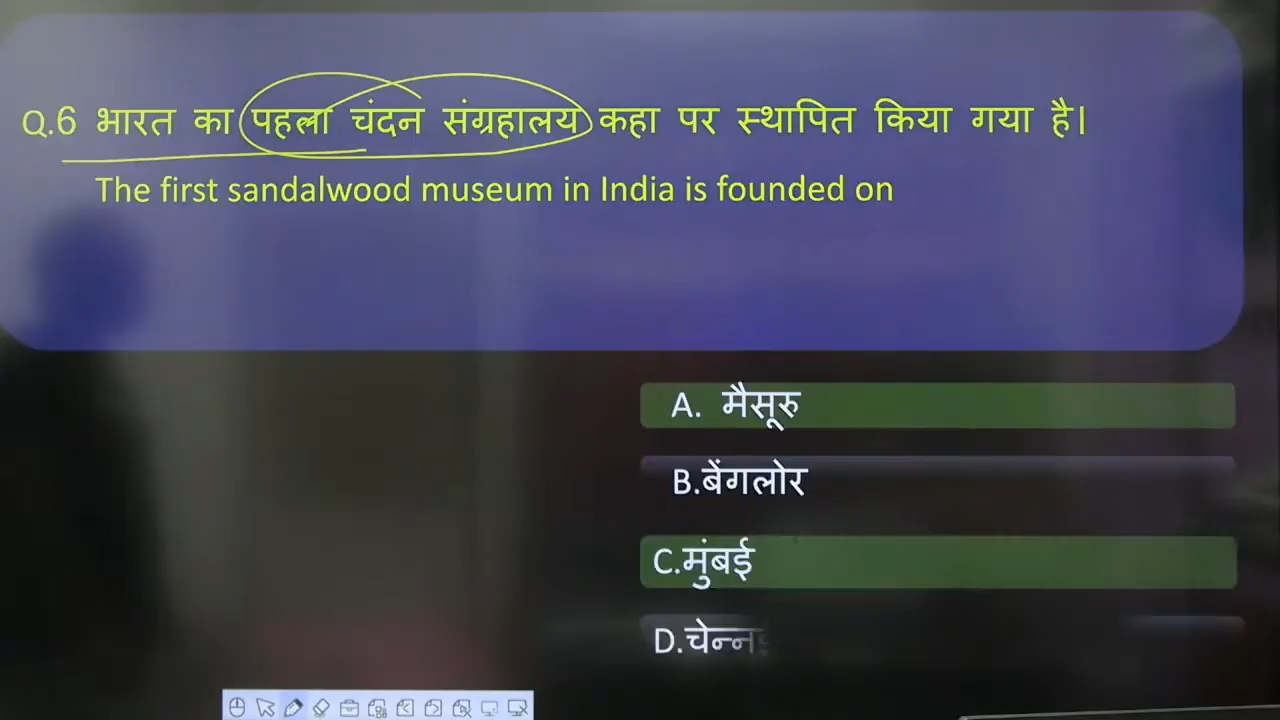 Q.6 भारत का पहला चंदन संग्रहालय कहा पर स्थापित किया गया है।
The first sandalwood museum in India is founded on
A. मैसूरु
B.बेंगलोर
C.मुंबई